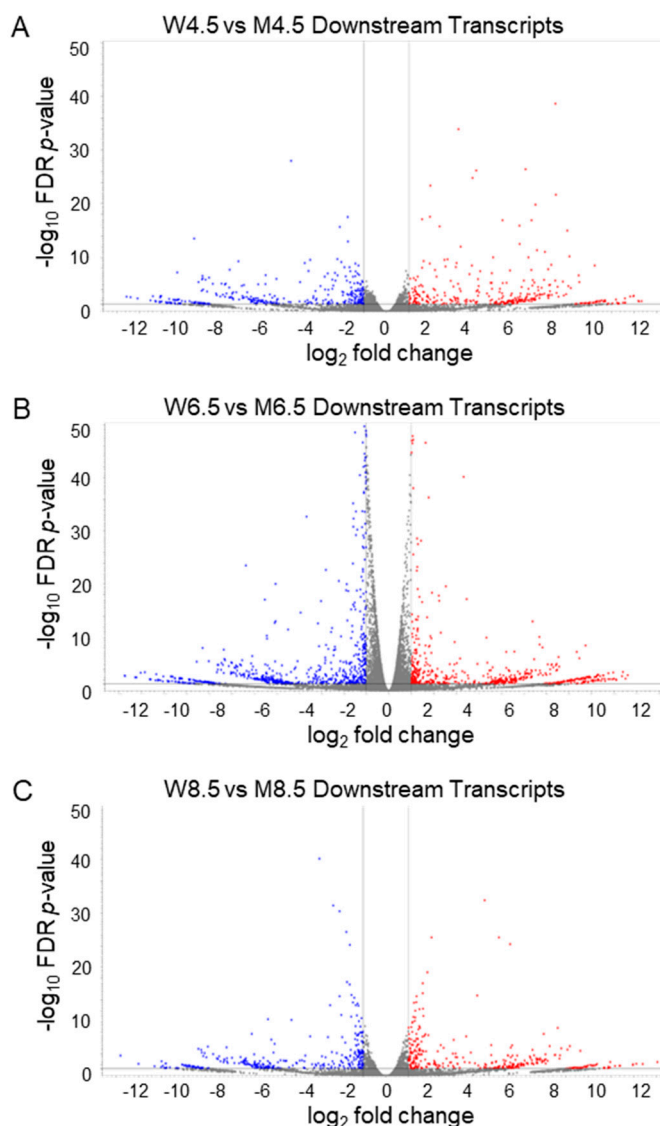 A
W4.5 vs M4.5 Downstream Transcripts
50
40
30
20
10
0
-log10 FDR p-value
-12 -10 -8 -6 -4 -2 0 2 4 6 8 10 12
log2 fold change
B
W6.5 vs M6.5 Downstream Transcripts
50
40
30
20
10
0
-log10 FDR p-value
-12 -10 -8 -6 -4 -2 0 2 4 6 8 10 12
log2 fold change
C
W8.5 vs M8.5 Downstream Transcripts
50
40
30
20
10
0
-log10 FDR p-value
-12 -10 -8 -6 -4 -2 0 2 4 6 8 10 12
log2 fold change